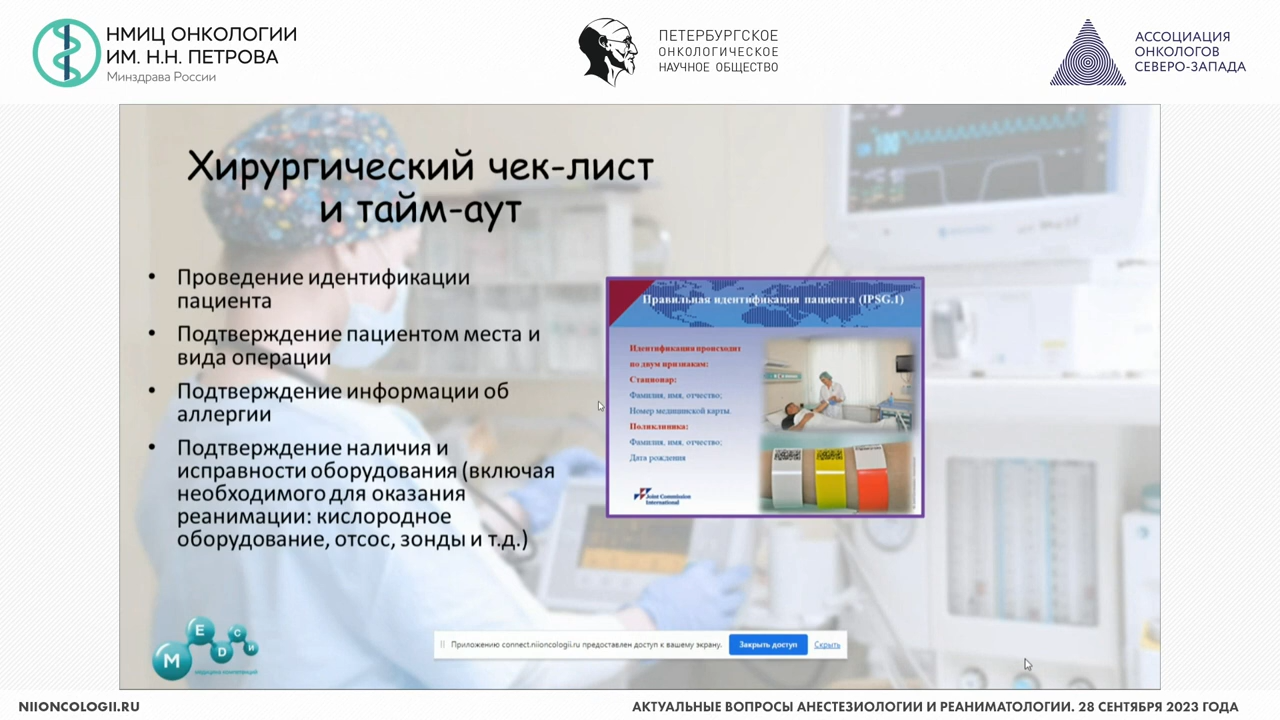 НМИЦ ОНКОЛОГИИ
ИМ. Н.Н. ПЕТРОВА
Минздрава России
ПЕТЕРБУРГСКОЕ
ОНКОЛОГИЧЕСКОЕ
НАУЧНОЕ ОБЩЕСТВО
АССОЦИАЦИЯ
ОНКОЛОГОВ
СЕВЕРО-ЗАПАДА
100
Хирургический чек-лист
и тайм-аут
• Проведение идентификации
пациента
• Подтверждение пациентом места и
вида операции
• Подтверждение информации об
аллергии
• Подтверждение наличия и
исправности оборудования (включая
необходимого для оказания
реанимации: кислородное
оборудование, отсос, зонды и т.д.)
Правильная идентификация пациента (IPSG.1)
Идентификация происходит
по двум признакам:
Стационар:
Фамилия, имя, отчество;
Номер медицинской карты.
Поликлиника:
Фамилия, имя, отчество;
Дата рождения
Joint Commission
International
MEDСИ
медицина компетенций
Приложению connect.niioncologii.ru предоставлен доступ к вашему экрану.
Закрыть доступ
Скрыть
NIIONCOLOGII.RU
АКТУАЛЬНЫЕ ВОПРОСЫ АНЕСТЕЗИОЛОГИИ И РЕАНИМАТОЛОГИИ. 28 СЕНТЯБРЯ 2023 ГОДА